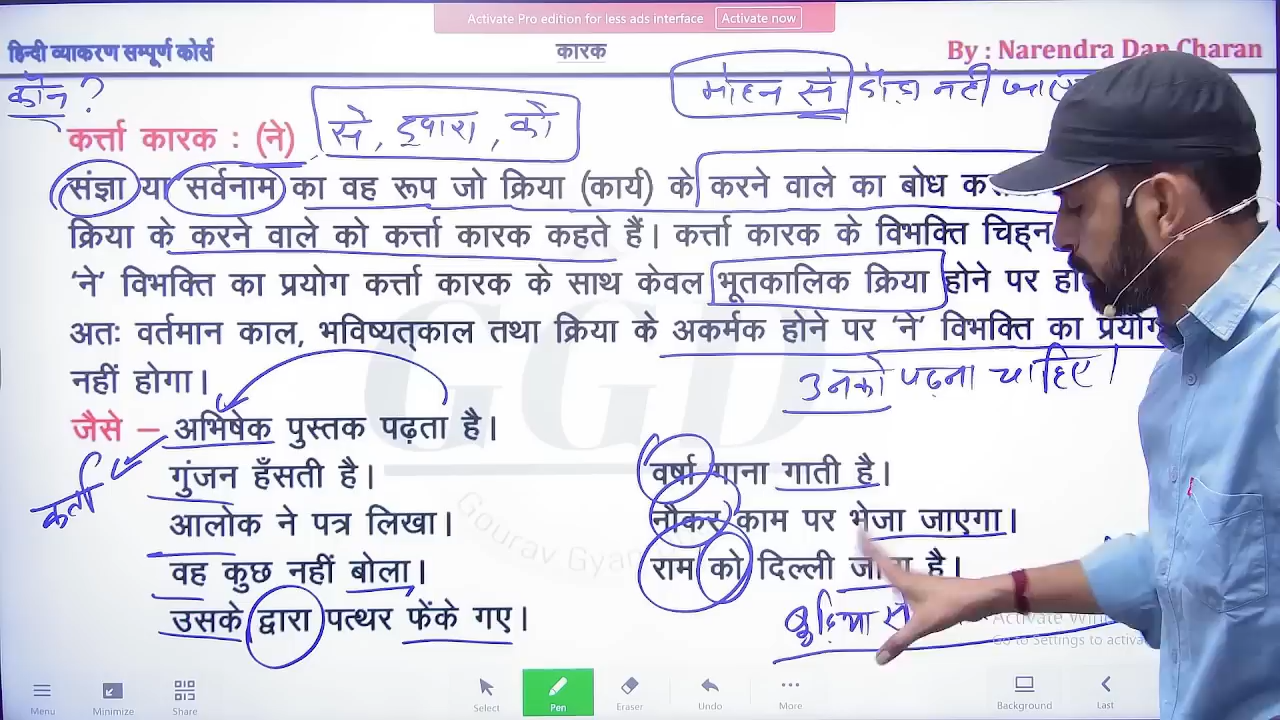 Activate Pro edition for less ads interface Activate now
हिन्दी व्याकरण सम्पूर्ण कोर्स
कारक
By : Narendra Dan Charan
कौन ?
मोहन से दौड़ा नहीं
कर्त्ता कारक : (ने)
से, द्वारा, को
संज्ञा या सर्वनाम का वह रूप जो क्रिया (कार्य) के करने वाले का बोध
क्रिया के करने वाले को कर्त्ता कारक कहते हैं। कर्त्ता कारक के विभक्ति चिह्न
‘ने’ विभक्ति का प्रयोग कर्त्ता कारक के साथ केवल भूतकालिक क्रिया होने पर
अतः वर्तमान काल, भविष्यत्काल तथा क्रिया के अकर्मक होने पर ‘ने’ विभक्ति का प्रयोग
नहीं होगा।
उनको पढ़ना चाहिए।
जैसे – अभिषेक पुस्तक पढ़ता है।
कर्ता
गुंजन हँसती है।
वर्षा गाना गाती है।
आलोक ने पत्र लिखा।
नौकर काम पर भेजा जाएगा।
वह कुछ नहीं बोला।
राम को दिल्ली जाना है।
उसके द्वारा पत्थर फेंके गए।
बुढ़िया से
GGD
Menu
Minimize
Share
Select
Pen
Eraser
Undo
More
Background
Last